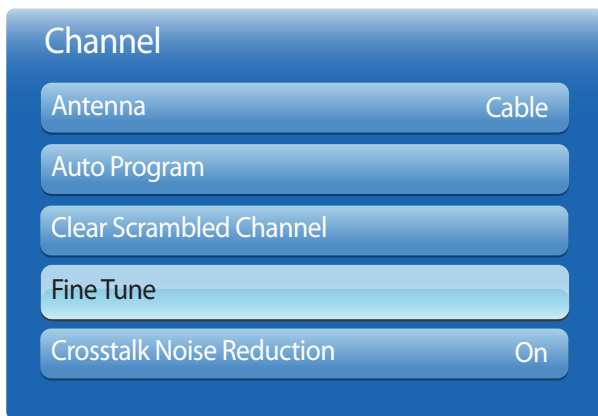 Channel
Antenna Cable
Auto Program
Clear Scrambled Channel
Fine Tune
Crosstalk Noise Reduction On